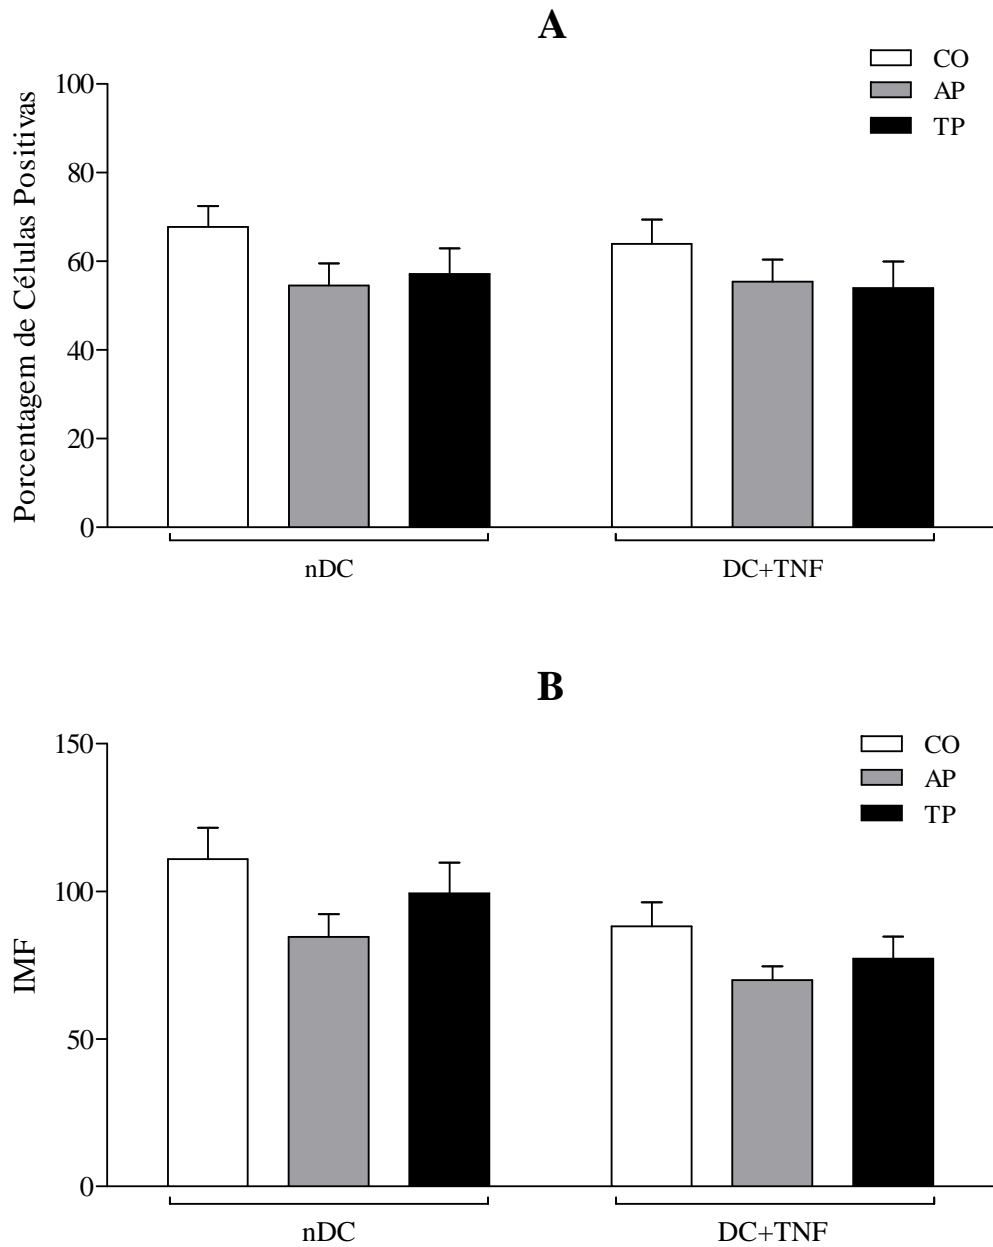 A
CO
AP
TP
Porcentagem de Células Positivas
100
80
60
40
20
0
nDC
DC+TNF
B
CO
AP
TP
IMF
150
100
50
0
nDC
DC+TNF